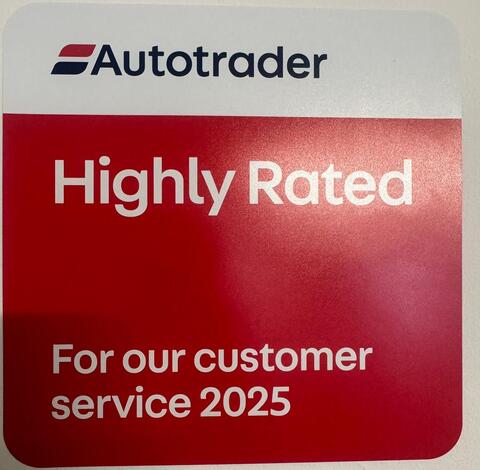 Autotrader
Highly Rated
For our customer
service 2025